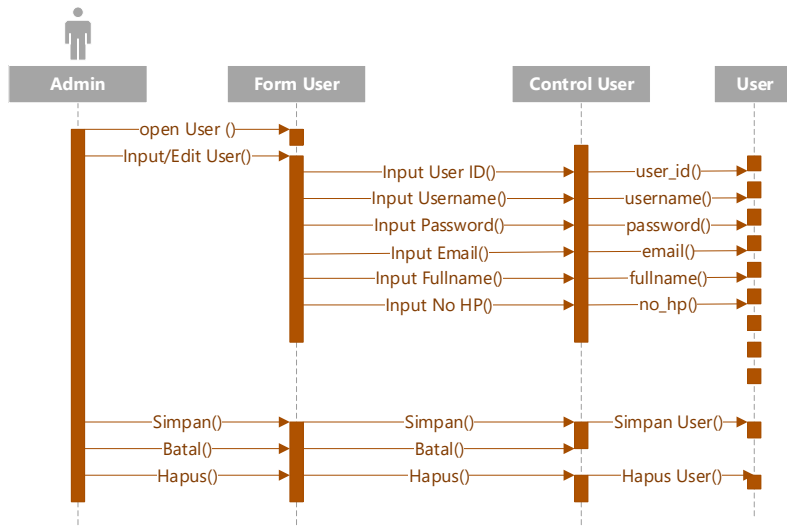 Admin
Form User
Control User
User
open User ()
Input/Edit User()
Input User ID()
user_id()
Input Username()
username()
Input Password()
password()
Input Email()
email()
Input Fullname()
fullname()
Input No HP()
no_hp()
Simpan()
Simpan()
Simpan User()
Batal()
Batal()
Hapus()
Hapus()
Hapus User()